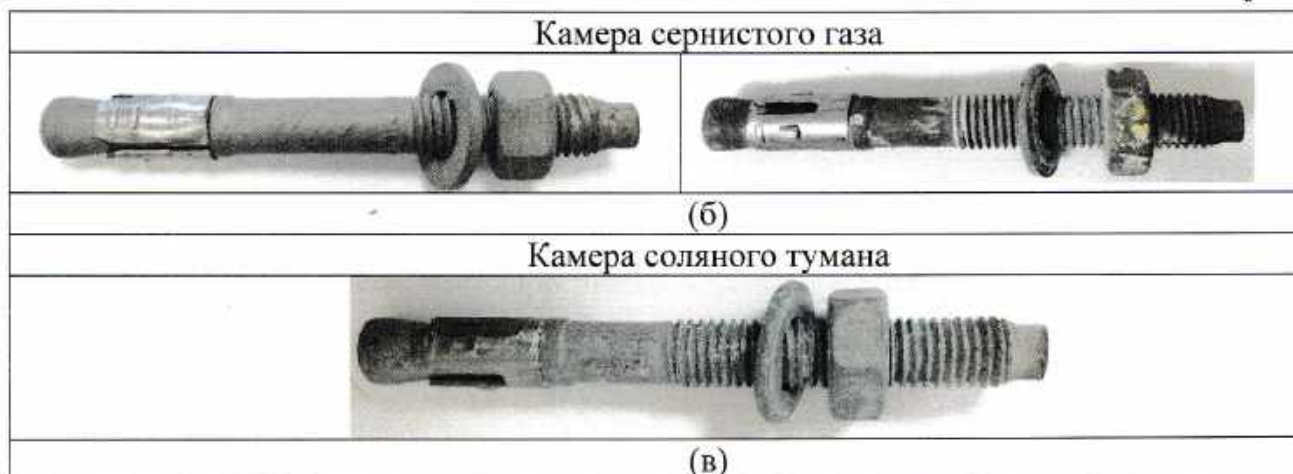 Камера сернистого газа
(б)
Камера соляного тумана
(в)